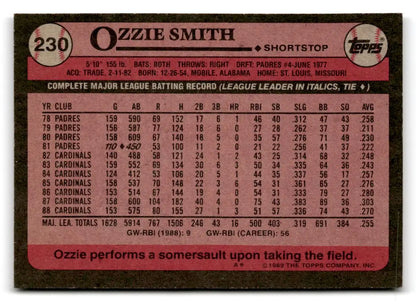 230
OZZIE SMITH
SHORTSTOP
TOPPS
5'10" 155 lb. BATS: BOTH THROWS: RIGHT DRFT: PADRES #4-JUNE 1977
ACQ: TRADE, 2-11-82 BORN: 12-26-54, MOBILE, ALABAMA HOME: ST. LOUIS, MISSOURI
COMPLETE MAJOR LEAGUE BATTING RECORD (LEAGUE LEADER IN ITALICS, TIE ♦)
YR CLUB G AB R H 2B 3B HR RBI SB SLG BB SO AVG
78 PADRES 159 590 69 152 17 6 1 46 40 .312 47 43 .258
79 PADRES 156 587 77 124 18 6 0 27 28 .262 37 37 .211
80 PADRES 158 609 67 140 18 5 0 35 57 .276 71 49 .230
81 PADRES 110 ♦ 450 53 100 11 2 0 21 22 .256 41 37 .222
82 CARDINALS 140 488 58 121 24 1 2 43 25 .314 68 32 .248
83 CARDINALS 159 552 69 134 30 6 3 50 34 .335 64 36 .243
84 CARDINALS 124 412 53 106 20 5 1 44 35 .337 56 17 .257
85 CARDINALS 158 537 70 148 22 3 6 54 31 .361 65 27 .276
86 CARDINALS 153 514 67 144 19 4 0 54 31 .333 79 27 .280
87 CARDINALS 158 600 104 182 40 4 0 75 43 .383 89 36 .303
88 CARDINALS 153 575 80 155 27 1 3 51 57 .336 74 43 .270
MAJ. LEA. TOTALS 1628 5914 767 1506 246 43 16 500 403 .319 691 384 .255
GW-RBI (1988): 9 GW-RBI (CAREER): 56
Ozzie performs a somersault upon taking the field.
A* © 1989 THE TOPPS COMPANY, INC.